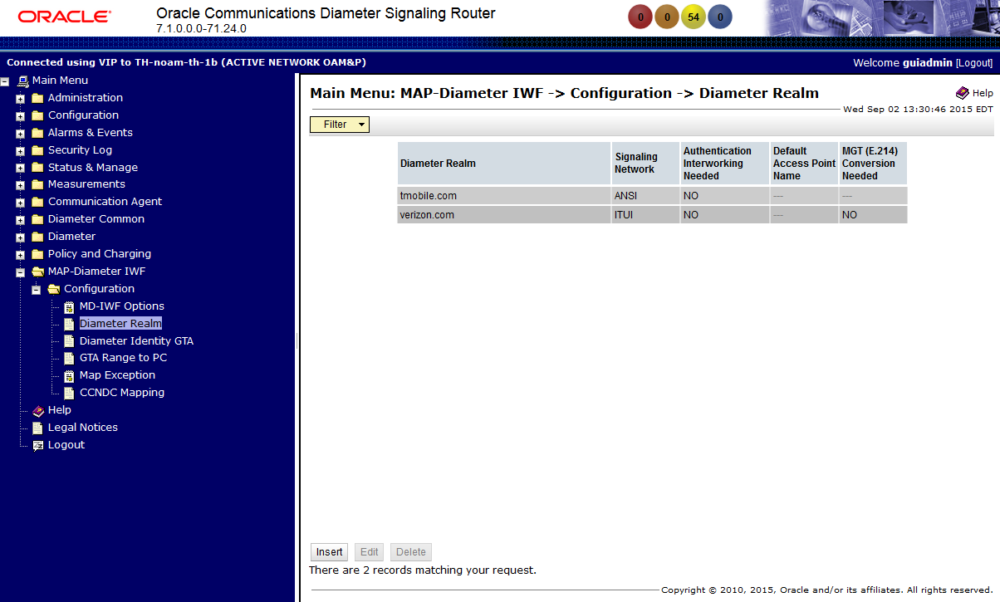 ORACLE®
Oracle Communications Diameter Signaling Router
7.1.0.0.0-71.24.0
0 0 54 0
Connected using VIP to TH-noam-th-1b (ACTIVE NETWORK OAM&P)
Welcome guiadmin [Logout]
Main Menu
Administration
Configuration
Alarms & Events
Security Log
Status & Manage
Measurements
Communication Agent
Diameter Common
Diameter
Policy and Charging
MAP-Diameter IWF
Configuration
MD-IWF Options
Diameter Realm
Diameter Identity GTA
GTA Range to PC
Map Exception
CCNDC Mapping
Help
Legal Notices
Logout
Main Menu: MAP-Diameter IWF -> Configuration -> Diameter Realm
Help
Wed Sep 02 13:30:46 2015 EDT
Filter
Diameter Realm
Signaling
Network
Authentication
Interworking
Needed
Default
Access Point
Name
MGT (E.214)
Conversion
Needed
tmobile.com ANSI NO --- ---
verizon.com ITUI NO --- NO
Insert Edit Delete
There are 2 records matching your request.
Copyright © 2010, 2015, Oracle and/or its affiliates. All rights reserved.